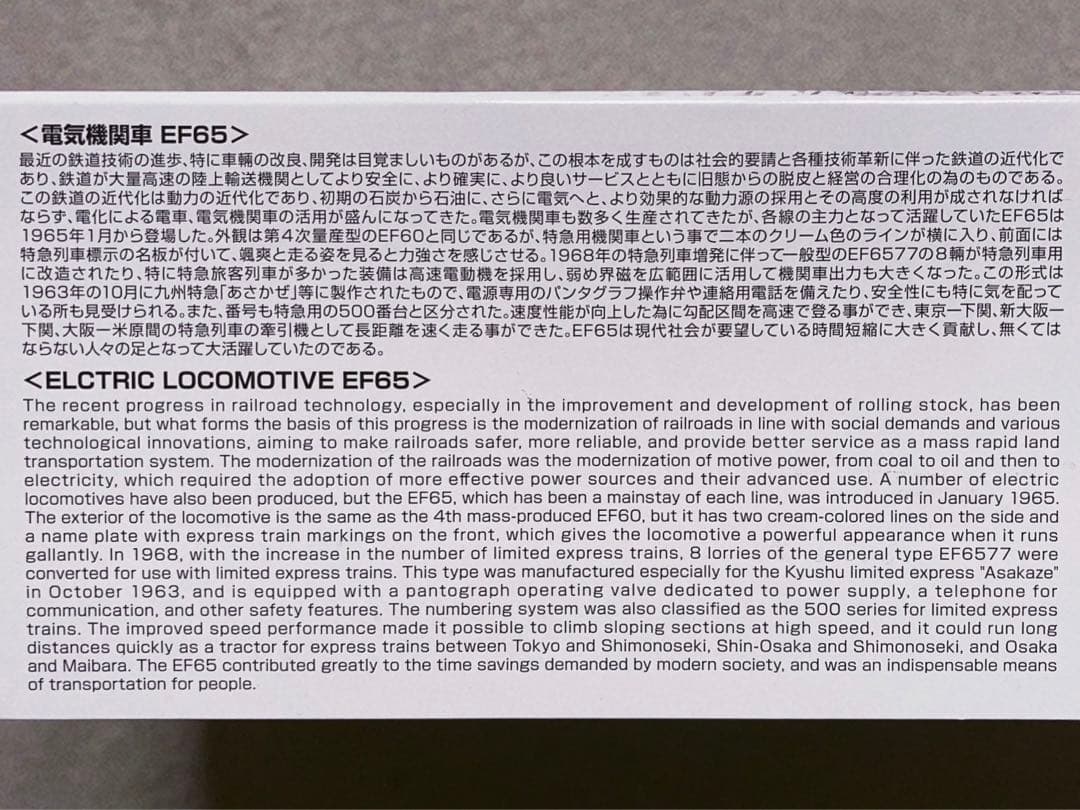 ＜電気機関車 EF65＞
最近の鉄道技術の進歩、特に車輛の改良、開発は目覚ましいものがあるが、この根本を成すものは社会的要請と各種技術革新に伴った鉄道の近代化で
あり、鉄道が大量高速の陸上輸送機関としてより安全に、より確実に、より良いサービスとともに旧態からの脱皮と経営の合理化の為のものである。
この鉄道の近代化は動力の近代化であり、初期の石炭から石油に、さらに電気へと、より効果的な動力源の採用とその高度の利用が成されなければ
ならず、電化による電車、電気機関車の活用が盛んになってきた。電気機関車も数多く生産されてきたが、各線の主力となって活躍していたEF65は
1965年1月から登場した。外観は第4次量産型のEF60と同じであるが、特急用機関車という事で二本のクリーム色のラインが横に入り、前面には
特急列車標示の名板が付いて、颯爽と走る姿を見ると力強さを感じさせる。1968年の特急列車増発に伴って一般型のEF6577の8輛が特急列車用
に改造されたり、特に特急旅客列車が多かった装備は高速電動機を採用し、弱め界磁を広範囲に活用して機関車出力も大きくなった。この形式は
1963年の10月に九州特急「あさかぜ」等に製作されたもので、電源専用のパンタグラフ操作弁や連絡用電話を備えたり、安全性にも特に気を配って
いる所も見受けられる。また、番号も特急用の500番台と区分された。速度性能が向上した為に勾配区間を高速で登る事ができ、東京ー下関、新大阪ー
下関、大阪ー米原間の特急列車の牽引機として長距離を速く走る事ができた。EF65は現代社会が要望している時間短縮に大きく貢献し、無くては
ならない人々の足となって大活躍していたのである。
＜ELCTRIC LOCOMOTIVE EF65＞
The recent progress in railroad technology, especially in the improvement and development of rolling stock, has been
remarkable, but what forms the basis of this progress is the modernization of railroads in line with social demands and various
technological innovations, aiming to make railroads safer, more reliable, and provide better service as a mass rapid land
transportation system. The modernization of the railroads was the modernization of motive power, from coal to oil and then to
electricity, which required the adoption of more effective power sources and their advanced use. A number of electric
locomotives have also been produced, but the EF65, which has been a mainstay of each line, was introduced in January 1965.
The exterior of the locomotive is the same as the 4th mass-produced EF60, but it has two cream-colored lines on the side and
a name plate with express train markings on the front, which gives the locomotive a powerful appearance when it runs
gallantly. In 1968, with the increase in the number of limited express trains, 8 lorries of the general type EF6577 were
converted for use with limited express trains. This type was manufactured especially for the Kyushu limited express "Asakaze"
in October 1963, and is equipped with a pantograph operating valve dedicated to power supply, a telephone for
communication, and other safety features. The numbering system was also classified as the 500 series for limited express
trains. The improved speed performance made it possible to climb sloping sections at high speed, and it could run long
distances quickly as a tractor for express trains between Tokyo and Shimonoseki, Shin-Osaka and Shimonoseki, and Osaka
and Maibara. The EF65 contributed greatly to the time savings demanded by modern society, and was an indispensable means
of transportation for people.